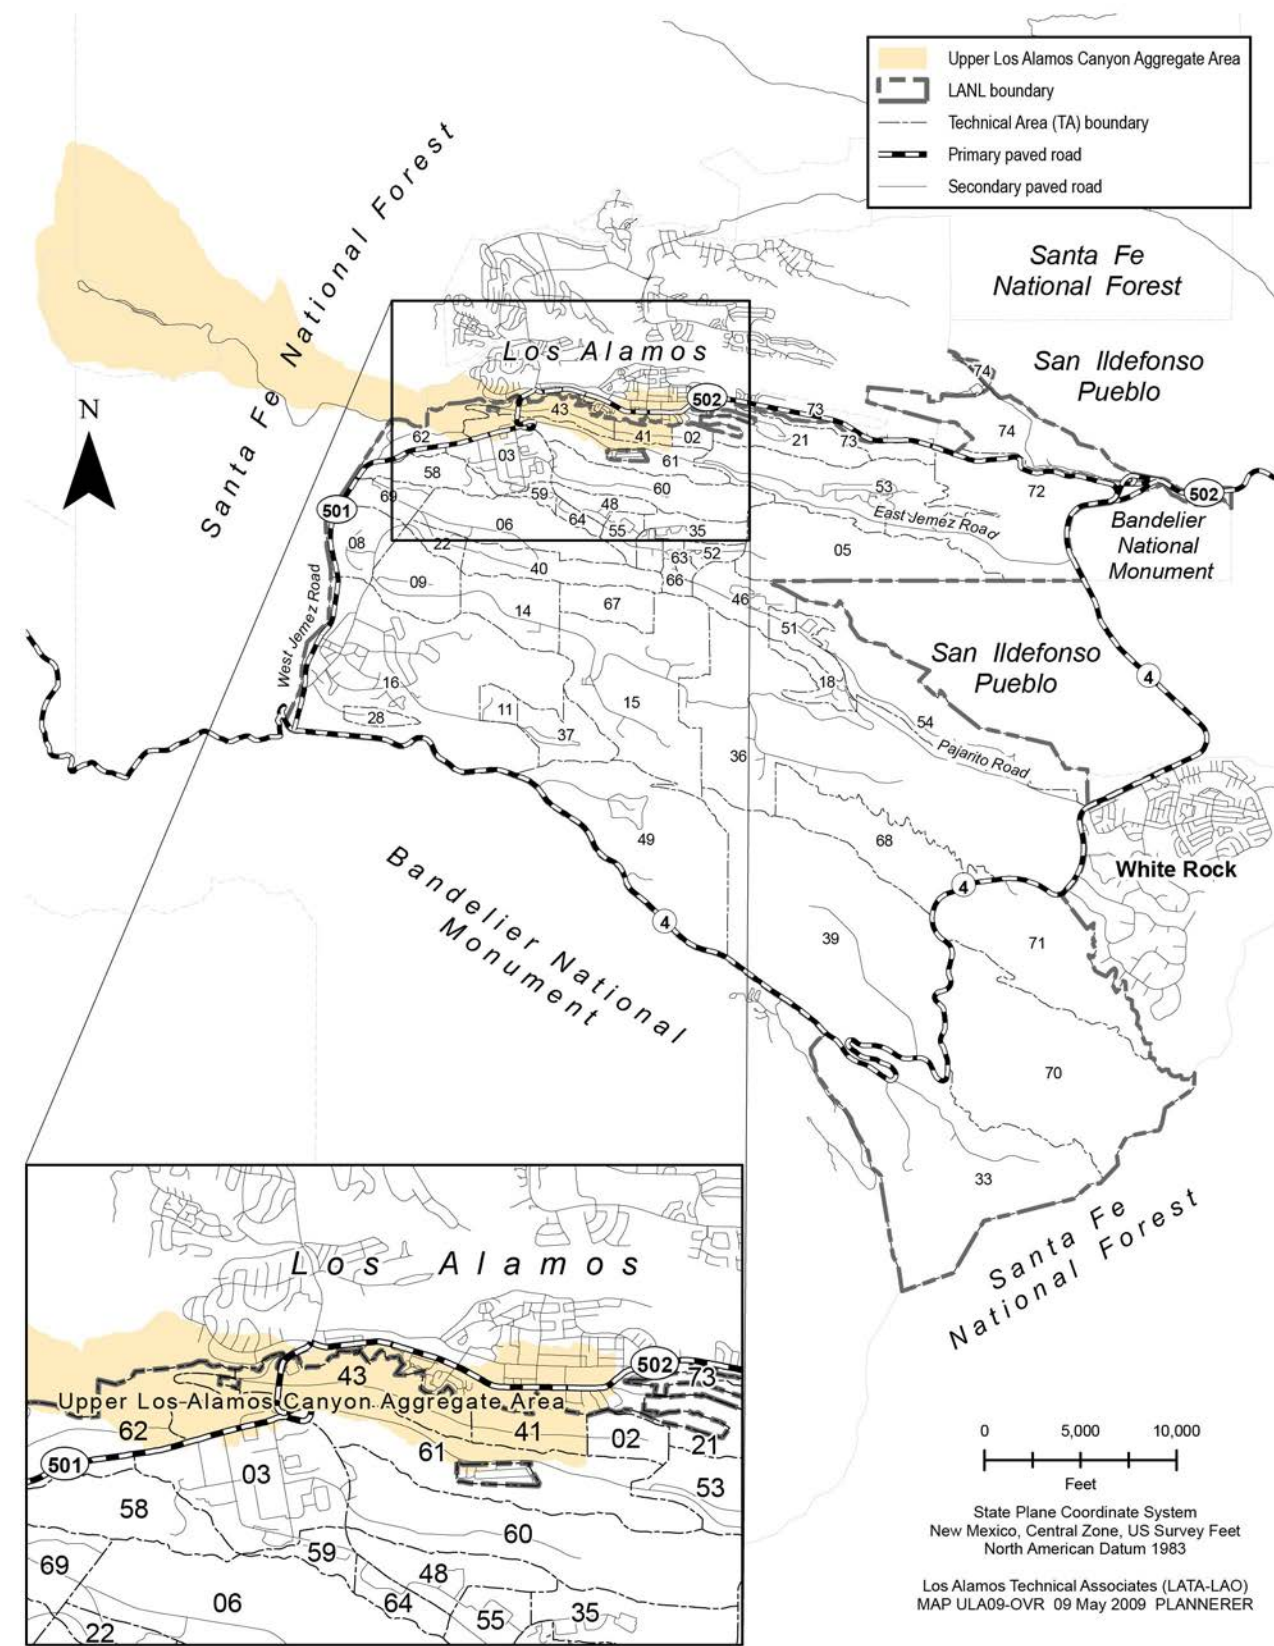 Upper Los Alamos Canyon Aggregate Area
LANL boundary
Technical Area (TA) boundary
Primary paved road
Secondary paved road
Santa Fe National Forest
Santa Fe
National Forest
Los Alamos
San Ildefonso
Pueblo
N
74
502
73
43
62
41
02
21
73
74
03
61
58
72
502
69
59
60
53
501
48
64
East Jemez Road
Bandelier
National
Monument
06
55
35
08
22
63
52
05
40
66
09
46
14
67
West Jemez Road
51
San Ildefonso
Pueblo
4
16
18
28
11
15
54
37
36
Pajarito Road
49
68
White Rock
4
Bandelier National
Monument
4
39
71
70
33
Santa Fe
National Forest
Los Alamos
502
43
73
Upper Los Alamos Canyon Aggregate Area
62
41
02
21
501
61
03
53
58
60
59
69
48
06
64
55
35
22
0 5,000 10,000
Feet
State Plane Coordinate System
New Mexico, Central Zone, US Survey Feet
North American Datum 1983
Los Alamos Technical Associates (LATA-LAO)
MAP ULA09-OVR 09 May 2009 PLANNERER